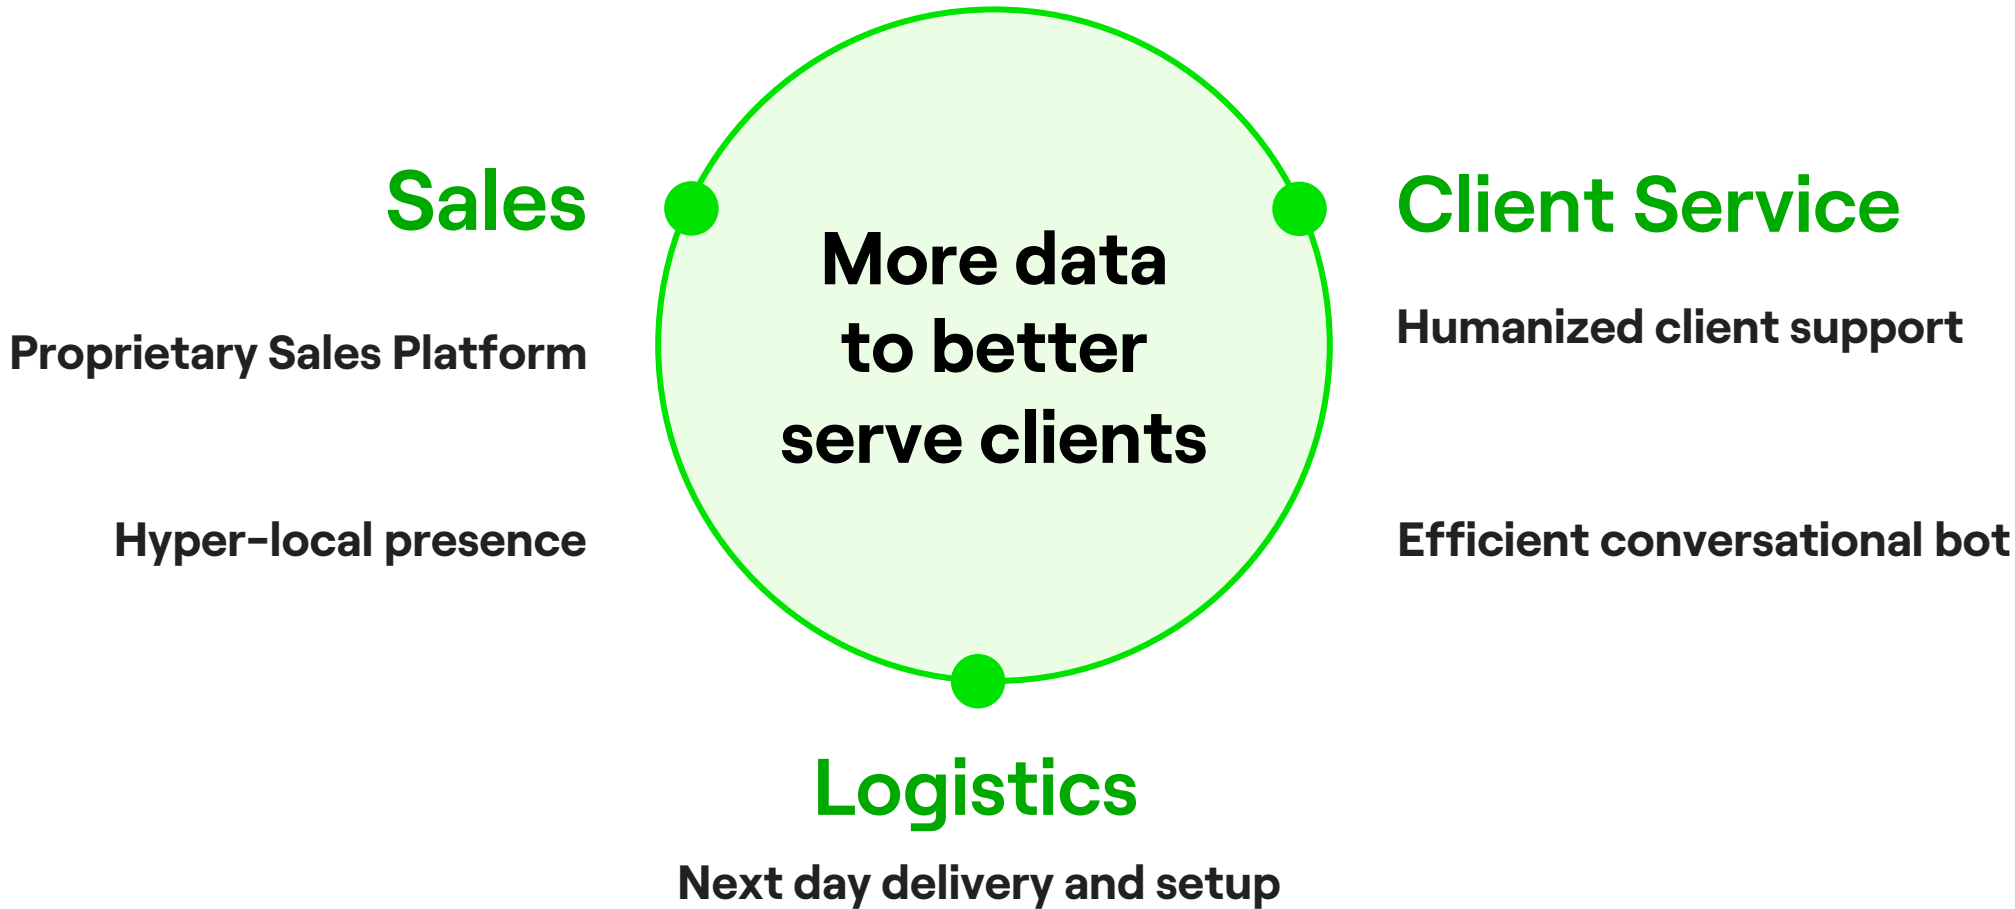 Sales
Proprietary Sales Platform
Hyper-local presence
More data
to better
serve clients
Client Service
Humanized client support
Efficient conversational bot
Logistics
Next day delivery and setup